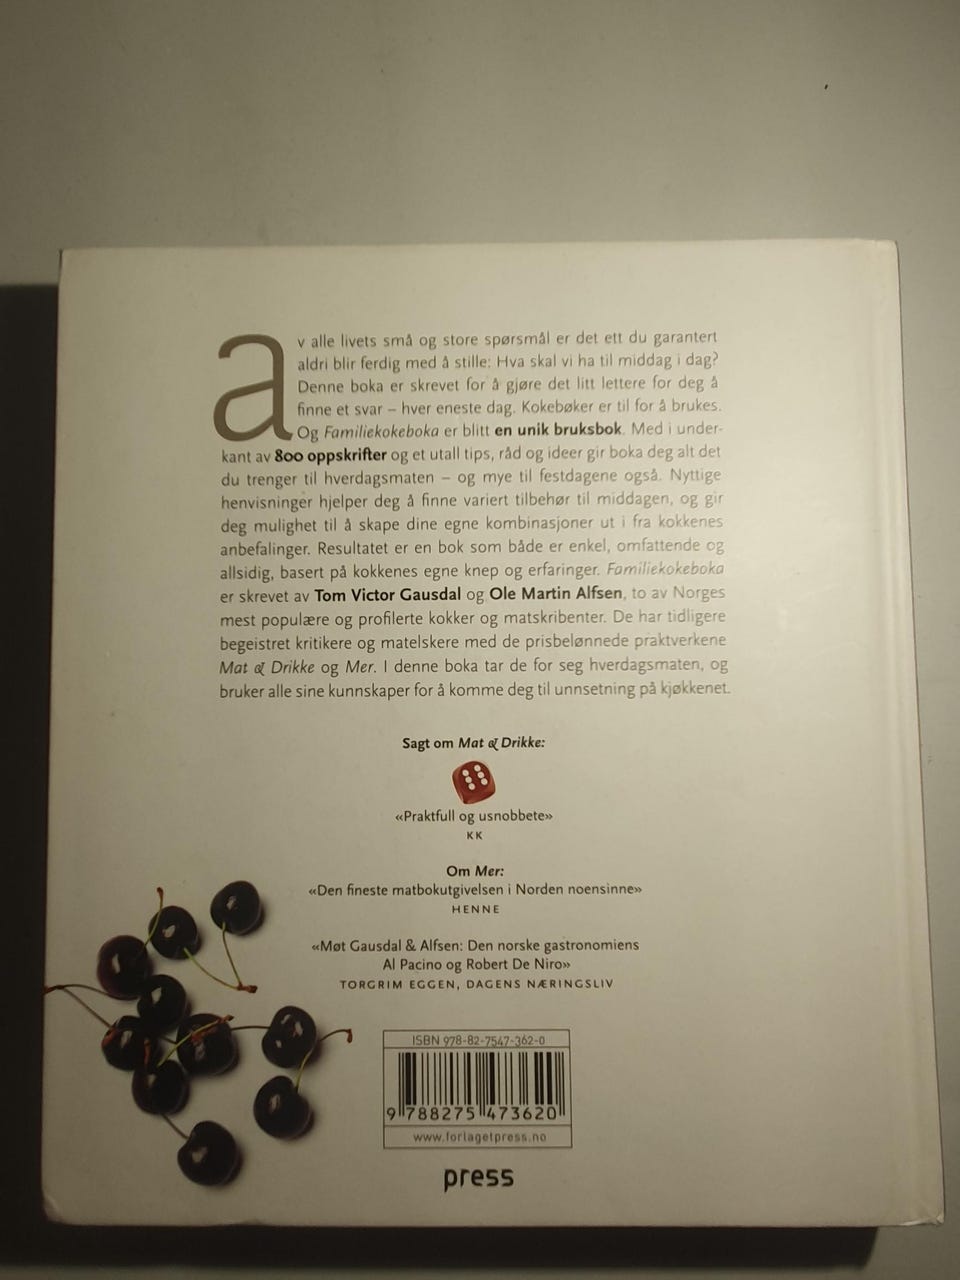 av alle livets små og store spørsmål er det ett du garantert
aldri blir ferdig med å stille: Hva skal vi ha til middag i dag?
Denne boka er skrevet for å gjøre det litt lettere for deg å
finne et svar – hver eneste dag. Kokebøker er til for å brukes.
Og Familiekokeboka er blitt en unik bruksbok. Med i under-
kant av 800 oppskrifter og et utall tips, råd og ideer gir boka deg alt det
du trenger til hverdagsmaten – og mye til festdagene også. Nyttige
henvisninger hjelper deg å finne variert tilbehør til middagen, og gir
deg mulighet til å skape dine egne kombinasjoner ut i fra kokkenes
anbefalinger. Resultatet er en bok som både er enkel, omfattende og
allsidig, basert på kokkenes egne knep og erfaringer. Familiekokeboka
er skrevet av Tom Victor Gausdal og Ole Martin Alfsen, to av Norges
mest populære og profilerte kokker og matskribenter. De har tidligere
begeistret kritikere og matelskere med de prisbelønnede praktverkene
Mat & Drikke og Mer. I denne boka tar de for seg hverdagsmaten, og
bruker alle sine kunnskaper for å komme deg til unnsetning på kjøkkenet.
Sagt om Mat & Drikke:
«Praktfull og usnobbete»
KK
Om Mer:
«Den fineste matbokutgivelsen i Norden noensinne»
HENNE
«Møt Gausdal & Alfsen: Den norske gastronomiens
Al Pacino og Robert De Niro»
TORGRIM EGGEN, DAGENS NÆRINGSLIV
ISBN 978-82-7547-362-0
9 788275 473620
www.forlagetpress.no
press